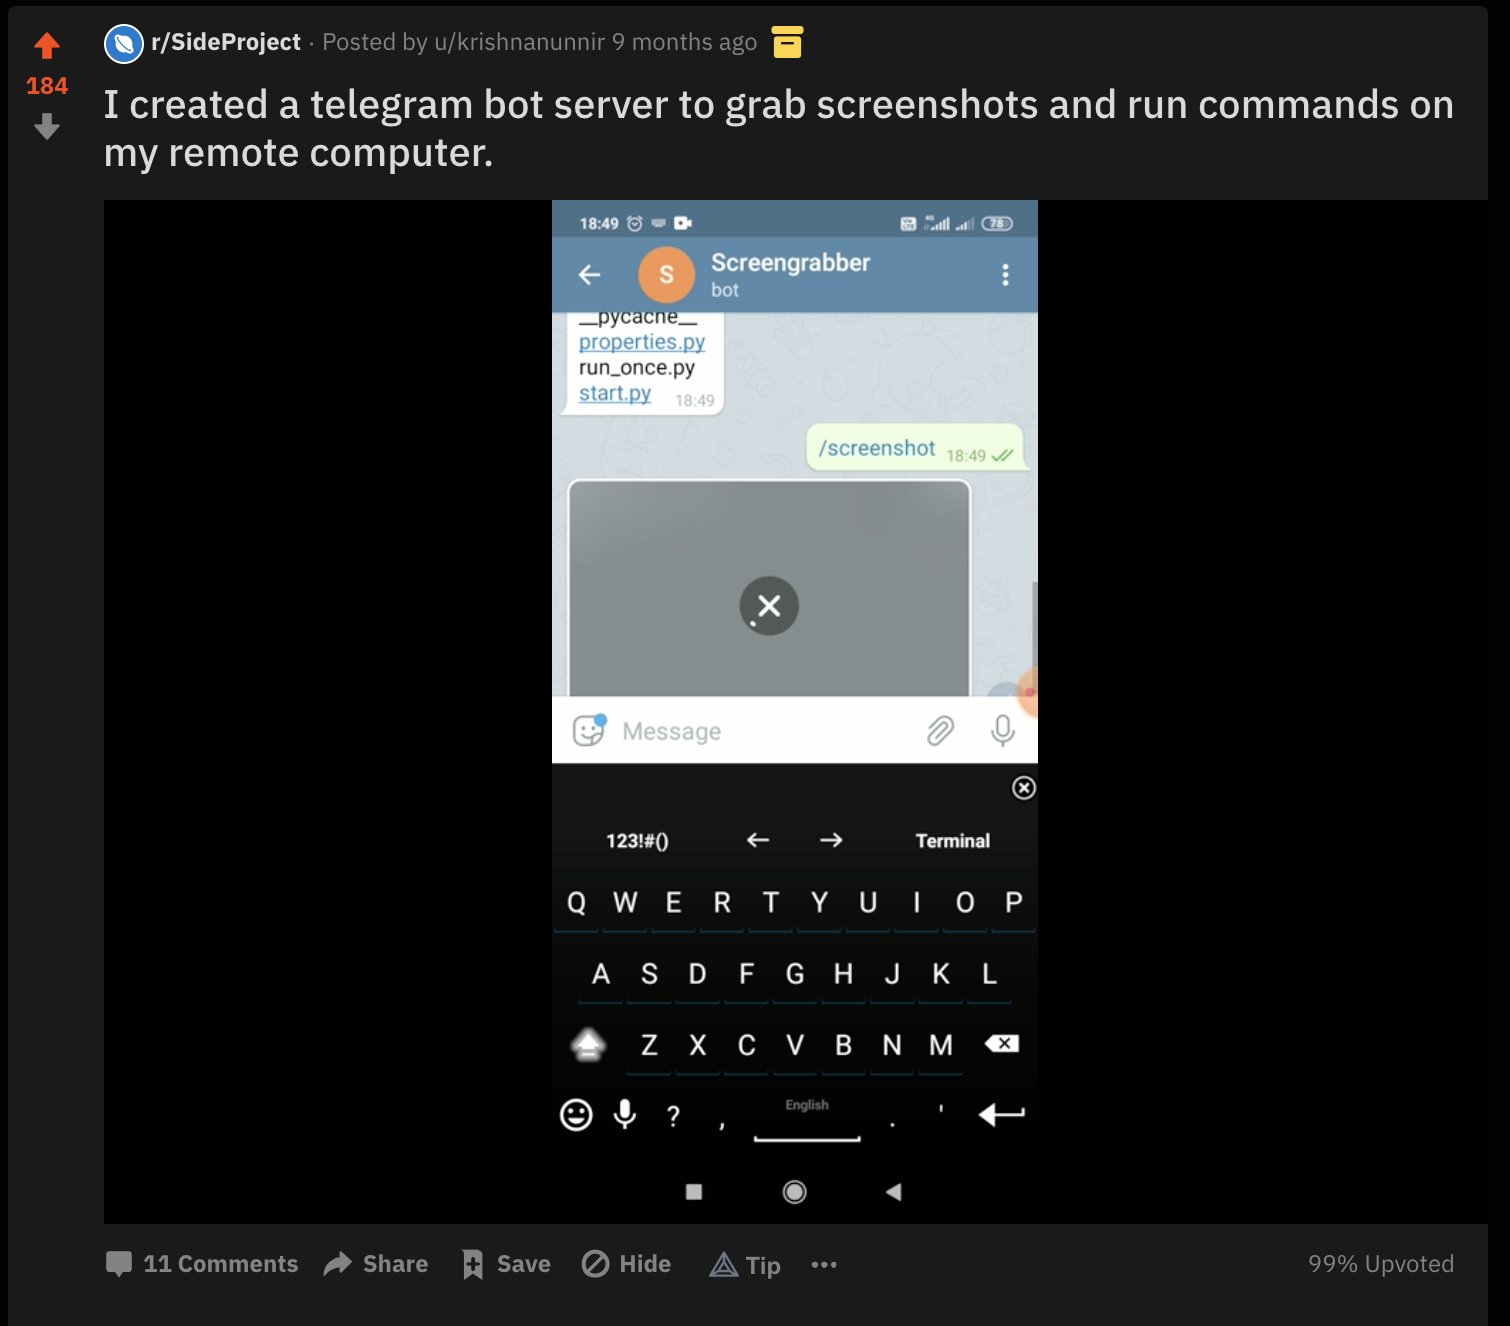 r/SideProject · Posted by u/krishnanunnir 9 months ago
184
I created a telegram bot server to grab screenshots and run commands on
my remote computer.
18:49
4G
78
S
Screengrabber
bot
__pycache__
properties.py
run_once.py
start.py 18:49
/screenshot 18:49
Message
123!#() ← → Terminal
Q W E R T Y U I O P
A S D F G H J K L
Z X C V B N M
? , English . '
11 Comments Share Save Hide Tip ··· 99% Upvoted